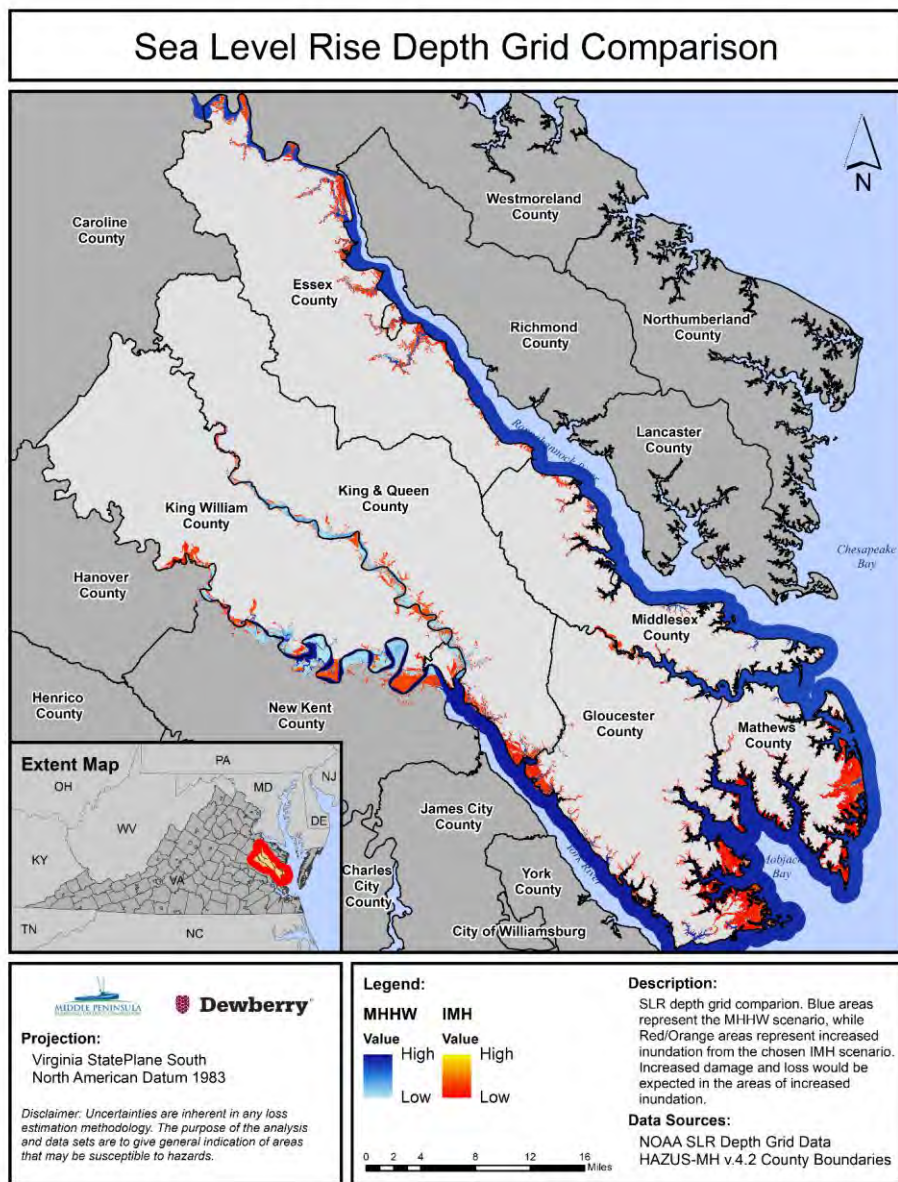 Sea Level Rise Depth Grid Comparison
N
Westmoreland
County
Caroline
County
Essex
County
Richmond
County
Northumberland
County
Lancaster
County
King & Queen
County
King William
County
Chesapeake
Bay
Hanover
County
Middlesex
County
Henrico
County
New Kent
County
Gloucester
County
Mathews
County
James City
County
York River
Mobjack
Bay
Charles
City
County
York
County
City of Williamsburg
Extent Map
PA
OH
MD
NJ
WV
DE
KY
VA
TN
NC
MIDDLE PENINSULA
Dewberry
Projection:
Virginia StatePlane South
North American Datum 1983
Disclaimer: Uncertainties are inherent in any loss
estimation methodology. The purpose of the analysis
and data sets are to give general indication of areas
that may be susceptible to hazards.
Legend:
MHHW IMH
Value Value
High High
Low Low
0 2 4 8 12 16
Miles
Description:
SLR depth grid comparion. Blue areas
represent the MHHW scenario, while
Red/Orange areas represent increased
inundation from the chosen IMH scenario.
Increased damage and loss would be
expected in the areas of increased
inundation.
Data Sources:
NOAA SLR Depth Grid Data
HAZUS-MH v.4.2 County Boundaries